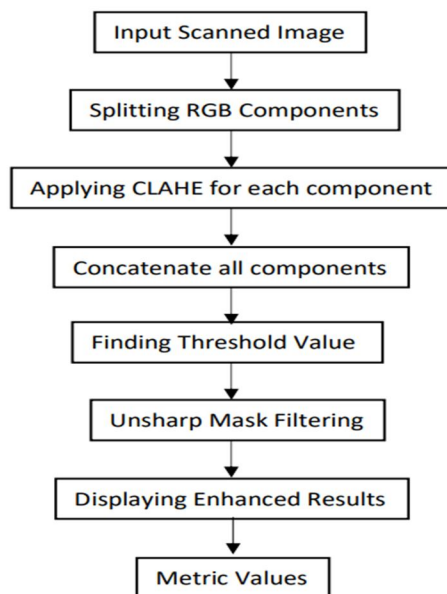 Input Scanned Image
Splitting RGB Components
Applying CLAHE for each component
Concatenate all components
Finding Threshold Value
Unsharp Mask Filtering
Displaying Enhanced Results
Metric Values